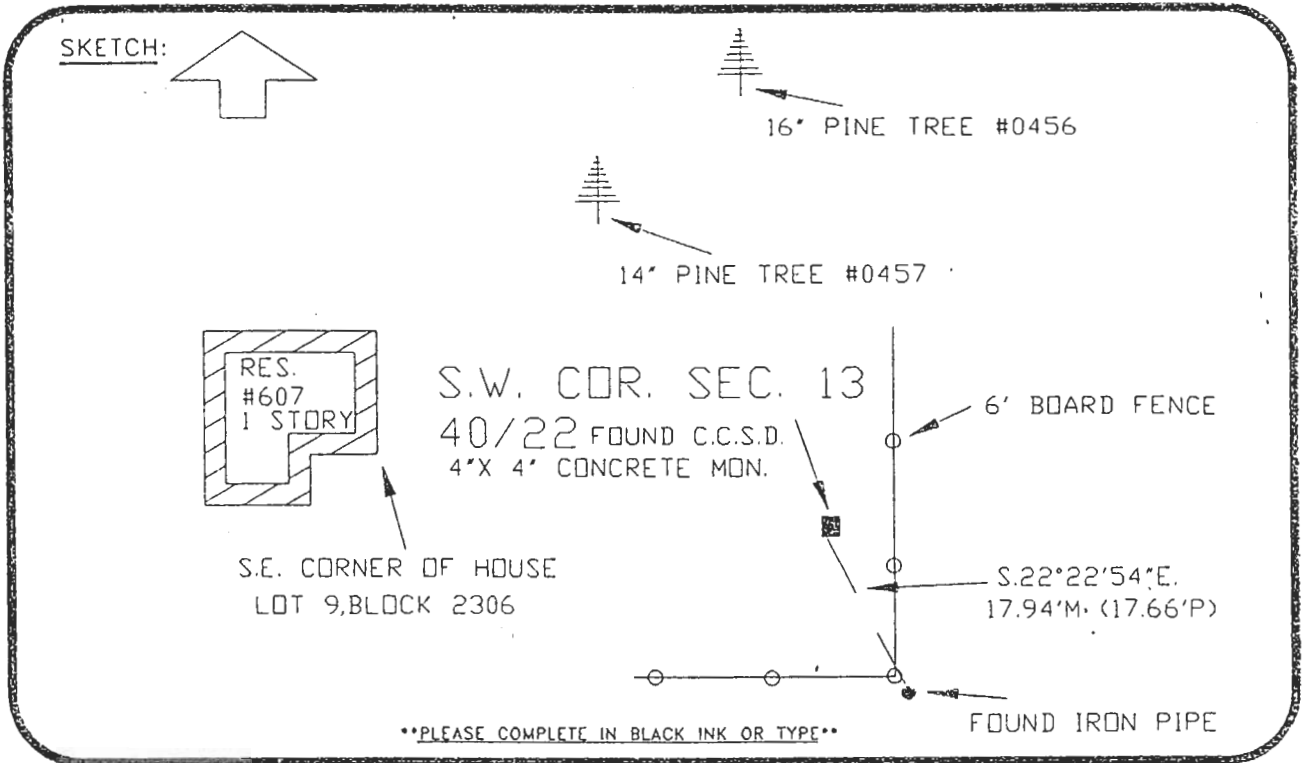 SKETCH:
16" PINE TREE #0456
14" PINE TREE #0457
RES.
#607
1 STORY
S.W. COR. SEC. 13
40/22 FOUND C.C.S.D.
4"X 4" CONCRETE MON.
6' BOARD FENCE
S.E. CORNER OF HOUSE
LOT 9,BLOCK 2306
S.22°22'54"E.
17.94'M. (17.66'P)
FOUND IRON PIPE
**PLEASE COMPLETE IN BLACK INK OR TYPE**